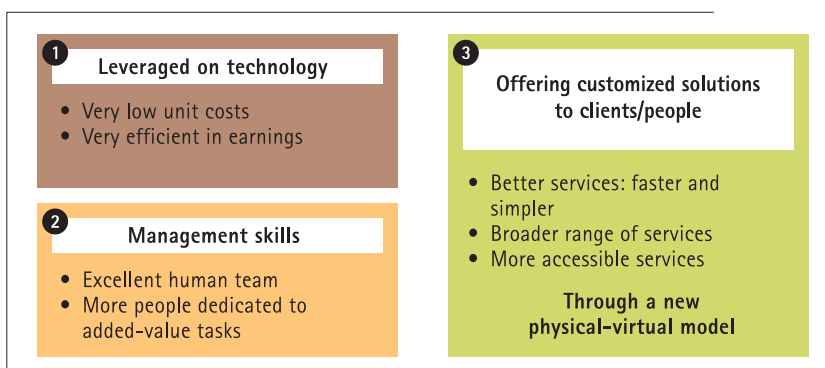 1
Leveraged on technology
• Very low unit costs
• Very efficient in earnings
2
Management skills
• Excellent human team
• More people dedicated to
added-value tasks
3
Offering customized solutions
to clients/people
• Better services: faster and
simpler
• Broader range of services
• More accessible services
Through a new
physical-virtual model